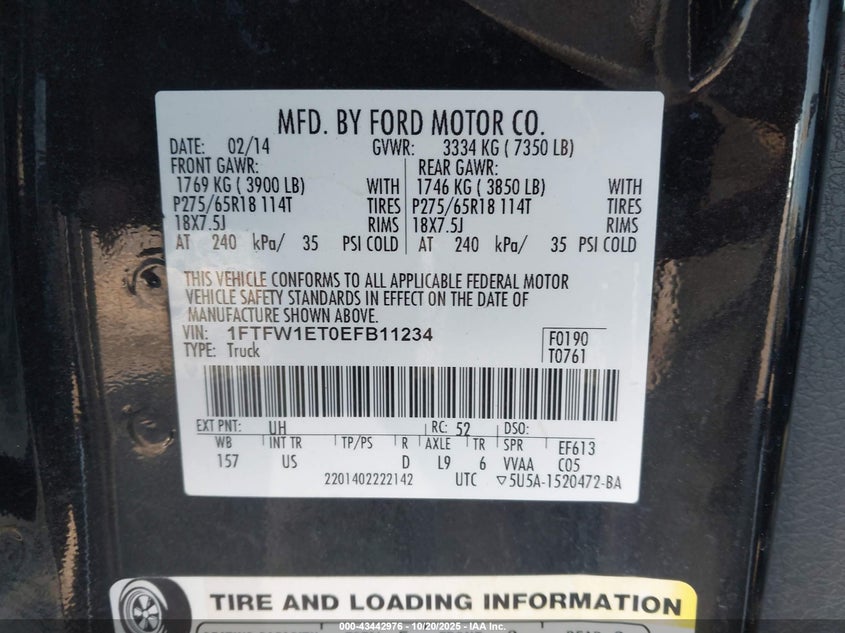 MFD. BY FORD MOTOR CO.
DATE: 02/14 GVWR: 3334 KG ( 7350 LB)
FRONT GAWR: REAR GAWR:
1769 KG ( 3900 LB) WITH 1746 KG ( 3850 LB) WITH
P275/65R18 114T TIRES P275/65R18 114T TIRES
18X7.5J RIMS 18X7.5J RIMS
AT 240 kPa/ 35 PSI COLD AT 240 kPa/ 35 PSI COLD
THIS VEHICLE CONFORMS TO ALL APPLICABLE FEDERAL MOTOR
VEHICLE SAFETY STANDARDS IN EFFECT ON THE DATE OF
MANUFACTURE SHOWN ABOVE.
VIN: 1FTFW1ET0EFB11234 F0190
TYPE: Truck T0761
EXT PNT: UH RC: 52 DSO:
WB INT TR TP/PS R AXLE TR SPR EF613
157 US D L9 6 VVAA C05
2201402222142 UTC ▽5U5A-1520472-BA
TIRE AND LOADING INFORMATION
000-43442976 - 10/20/2025 - IAA Inc.